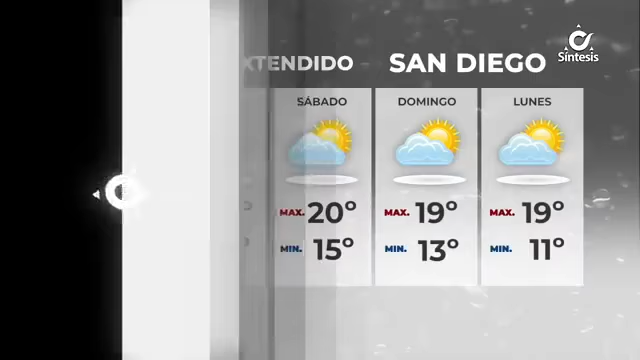 XTENDIDO SAN DIEGO
Síntesis
SÁBADO DOMINGO LUNES
MAX. 20° MAX. 19° MAX. 19°
MIN. 15° MIN. 13° MIN. 11°